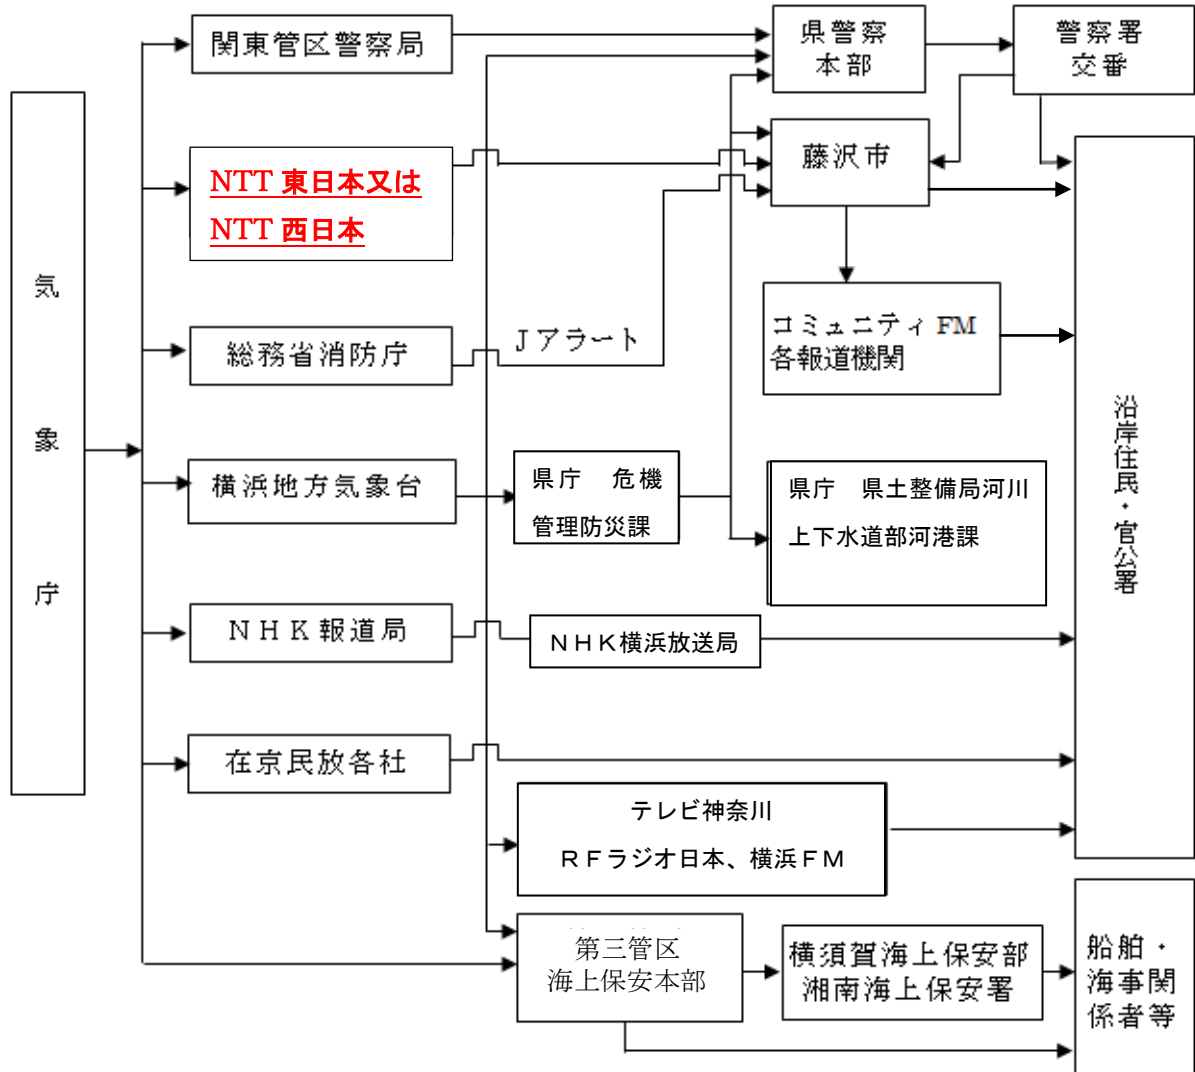 関東管区警察局
県警察
本部
警察署
交番
NTT 東日本又は
NTT 西日本
藤沢市
気象庁
総務省消防庁
Jアラート
コミュニティ FM
各報道機関
沿岸住民・官公署
横浜地方気象台
県庁　危機
管理防災課
県庁　県土整備局河川
上下水道部河港課
ＮＨＫ報道局
ＮＨＫ横浜放送局
在京民放各社
テレビ神奈川
ＲＦラジオ日本、横浜ＦＭ
第三管区
海上保安本部
横須賀海上保安部
湘南海上保安署
船舶・
海事関
係者等